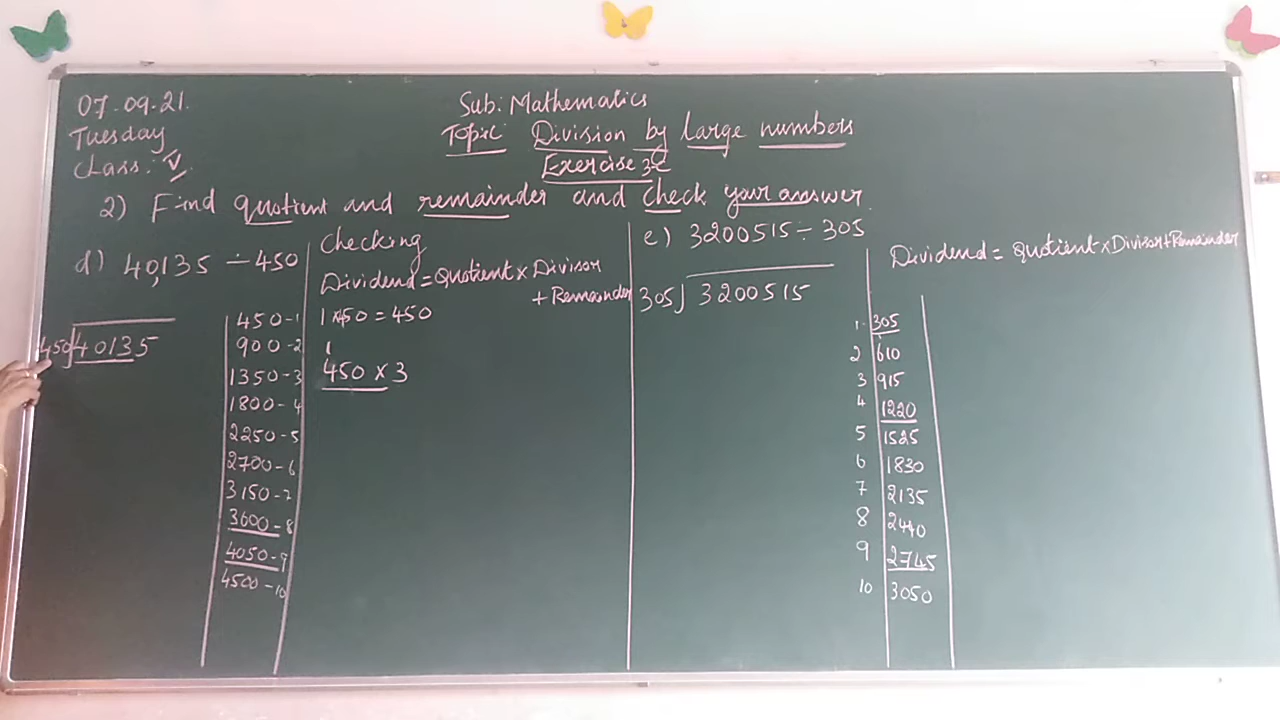 07-09-21.
Tuesday
Class: V
Sub: Mathematics
Topic: Division by large numbers
Exercise 3c
2) Find quotient and remainder and check your answer.
d) 40,135 ÷ 450
450 40135
450-1
900-2
1350-3
1800-4
2250-5
2700-6
3150-7
3600-8
4050-9
4500-10
Checking
Dividend = Quotient × Divisor
+ Remainder
1×450 = 450
1
450 × 3
e) 3200515 ÷ 305
305 3200515
1. 305
2 610
3 915
4 1220
5 1525
6 1830
7 2135
8 2440
9 2745
10 3050
Dividend = Quotient × Divisor + Remainder